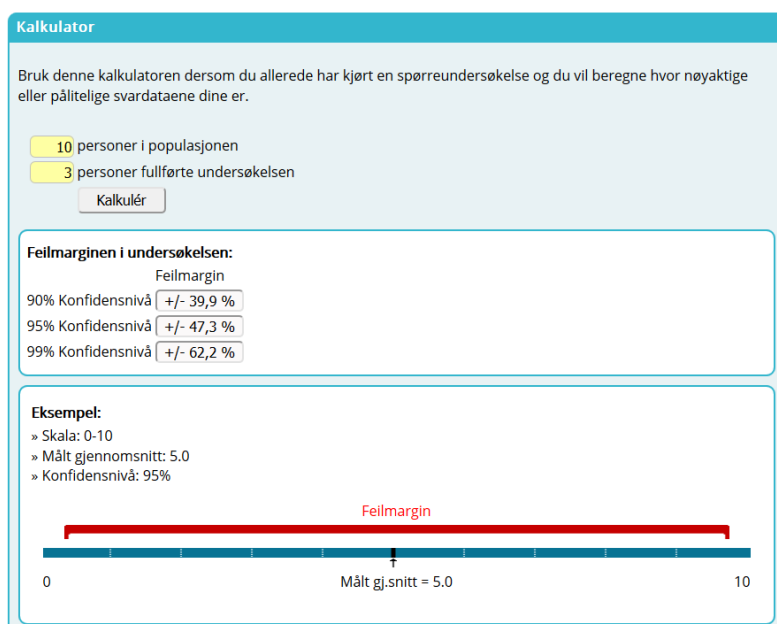 Kalkulator
Bruk denne kalkulatoren dersom du allerede har kjørt en spørreundersøkelse og du vil beregne hvor nøyaktige
eller pålitelige svardataene dine er.
10 personer i populasjonen
3 personer fullførte undersøkelsen
Kalkulér
Feilmarginen i undersøkelsen:
Feilmargin
90% Konfidensnivå +/- 39,9 %
95% Konfidensnivå +/- 47,3 %
99% Konfidensnivå +/- 62,2 %
Eksempel:
» Skala: 0-10
» Målt gjennomsnitt: 5.0
» Konfidensnivå: 95%
Feilmargin
0 Målt gj.snitt = 5.0 10